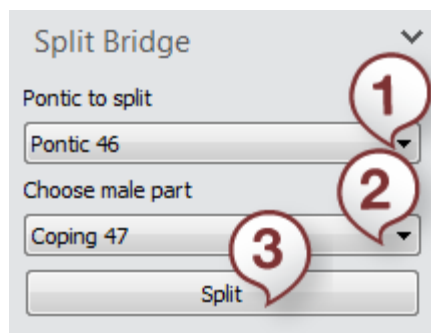 Split Bridge
Pontic to split
1
Pontic 46
Choose male part
2
Coping 47
3
Split